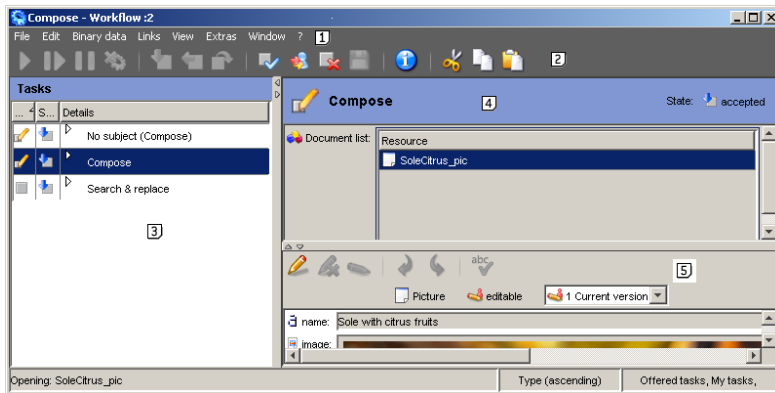 Compose - Workflow :2
File Edit Binary data Links View Extras Window ? 1
2
Tasks
... S... Details
No subject (Compose)
Compose
Search & replace
3
Compose 4 State: accepted
Document list: Resource
SoleCitrus_pic
abc
5
Picture editable 1 Current version
a name: Sole with citrus fruits
image:
Opening: SoleCitrus_pic Type (ascending) Offered tasks, My tasks,